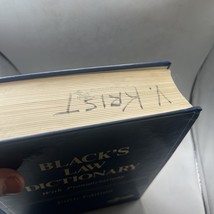 V. KRIST
BLACK'S
LAW
DICTIONARY